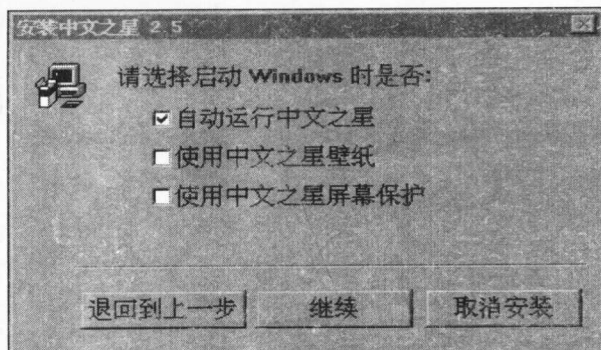 安装中文之星 2.5
请选择启动 Windows 时是否:
自动运行中文之星
使用中文之星壁纸
使用中文之星屏幕保护
退回到上一步 继续 取消安装